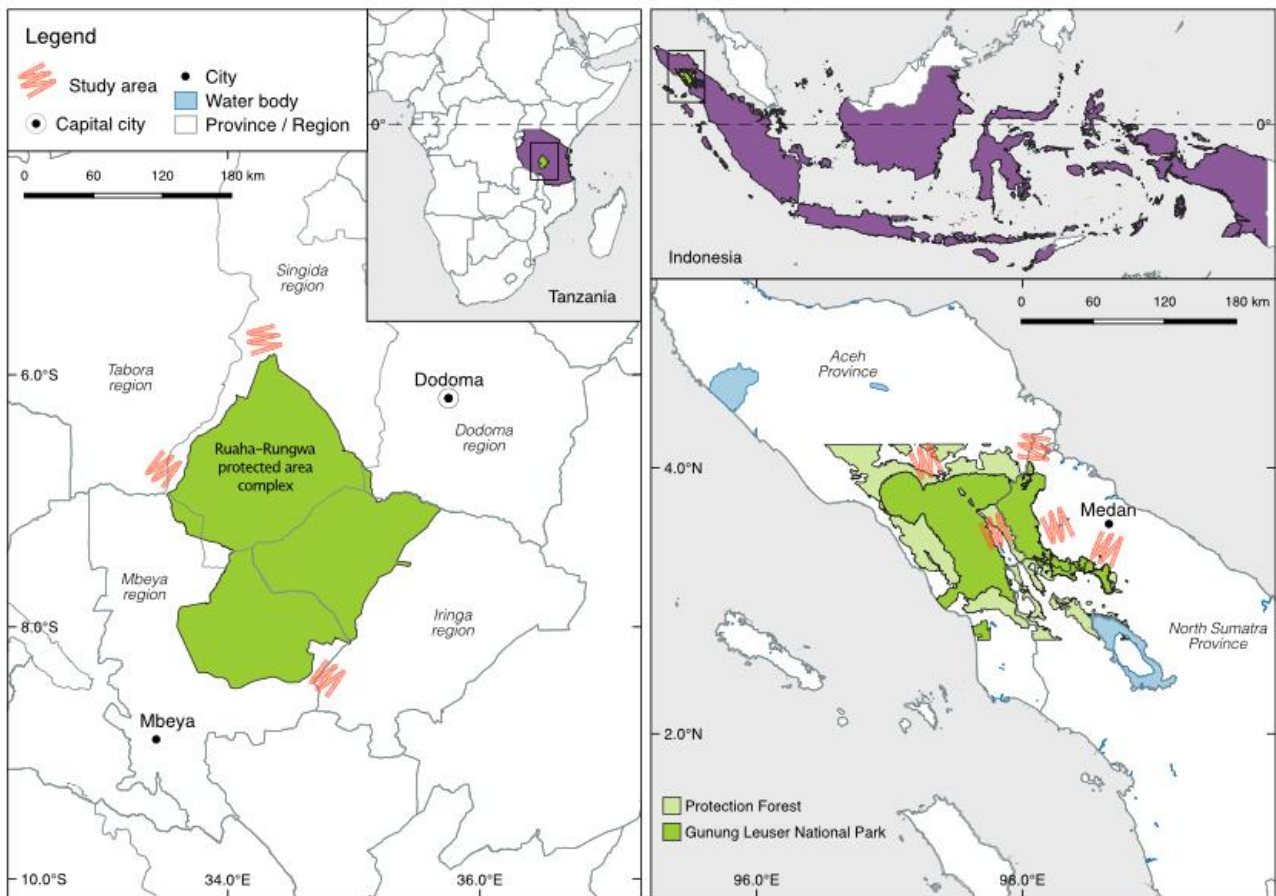 Legend
Study area
Capital city
City
Water body
Province / Region
0 60 120 180 km
0°
Tanzania
Singida
region
Tabora
region
6.0°S
Dodoma
Dodoma
region
Ruaha–Rungwa
protected area
complex
Mbeya
region
Iringa
region
8.0°S
Mbeya
10.0°S
34.0°E
36.0°E
0°
Indonesia
0 60 120 180 km
Aceh
Province
4.0°N
Medan
North Sumatra
Province
2.0°N
Protection Forest
Gunung Leuser National Park
96.0°E
98.0°E